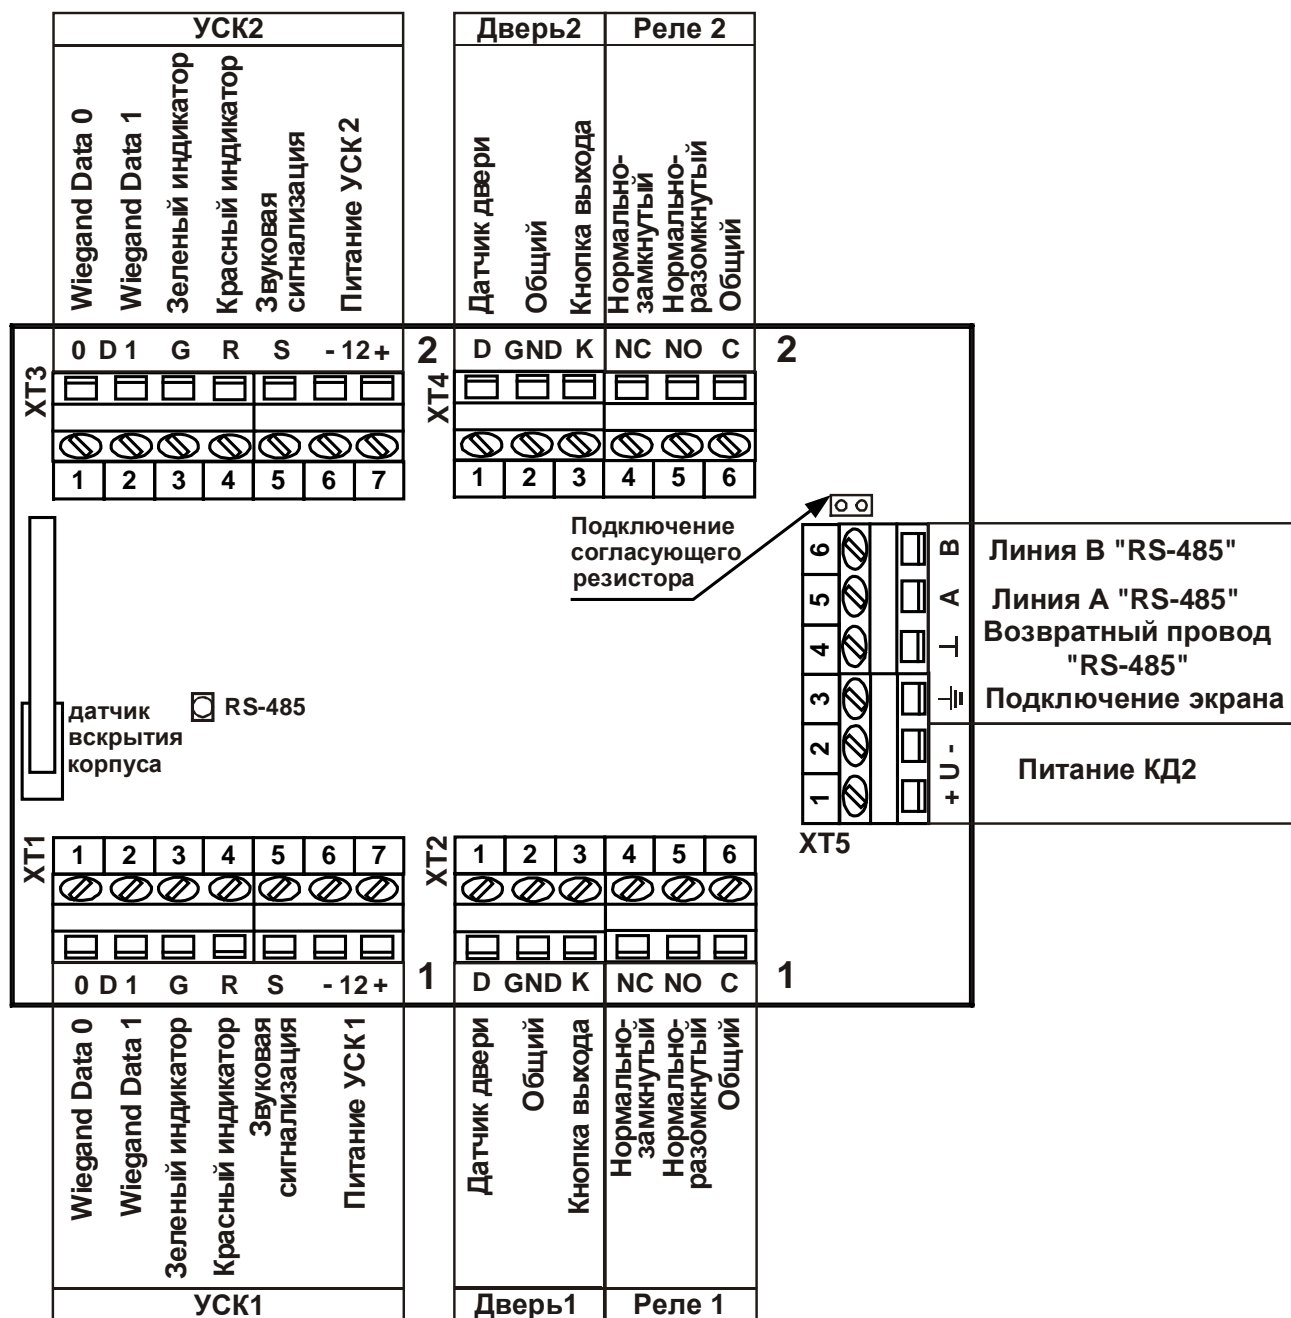 УСК2
Дверь2
Реле 2
Wiegand Data 0
Wiegand Data 1
Зеленый индикатор
Красный индикатор
Звуковая
сигнализация
Питание УСК 2
Датчик двери
Общий
Кнопка выхода
Нормально-
замкнутый
Нормально-
разомкнутый
Общий
0 D 1 G R S - 12 + 2
D GND K NC NO C 2
XT3
XT4
1 2 3 4 5 6 7
1 2 3 4 5 6
Подключение
согласующего
резистора
6 B Линия B "RS-485"
5 A Линия A "RS-485"
4 ⊥ Возвратный провод
"RS-485"
3 Подключение экрана
2 -
U Питание КД2
1 +
XT5
датчик
вскрытия
корпуса
RS-485
XT1
XT2
1 2 3 4 5 6 7
1 2 3 4 5 6
0 D 1 G R S - 12 + 1
D GND K NC NO C 1
Wiegand Data 0
Wiegand Data 1
Зеленый индикатор
Красный индикатор
Звуковая
сигнализация
Питание УСК 1
Датчик двери
Общий
Кнопка выхода
Нормально-
замкнутый
Нормально-
разомкнутый
Общий
УСК1
Дверь1
Реле 1